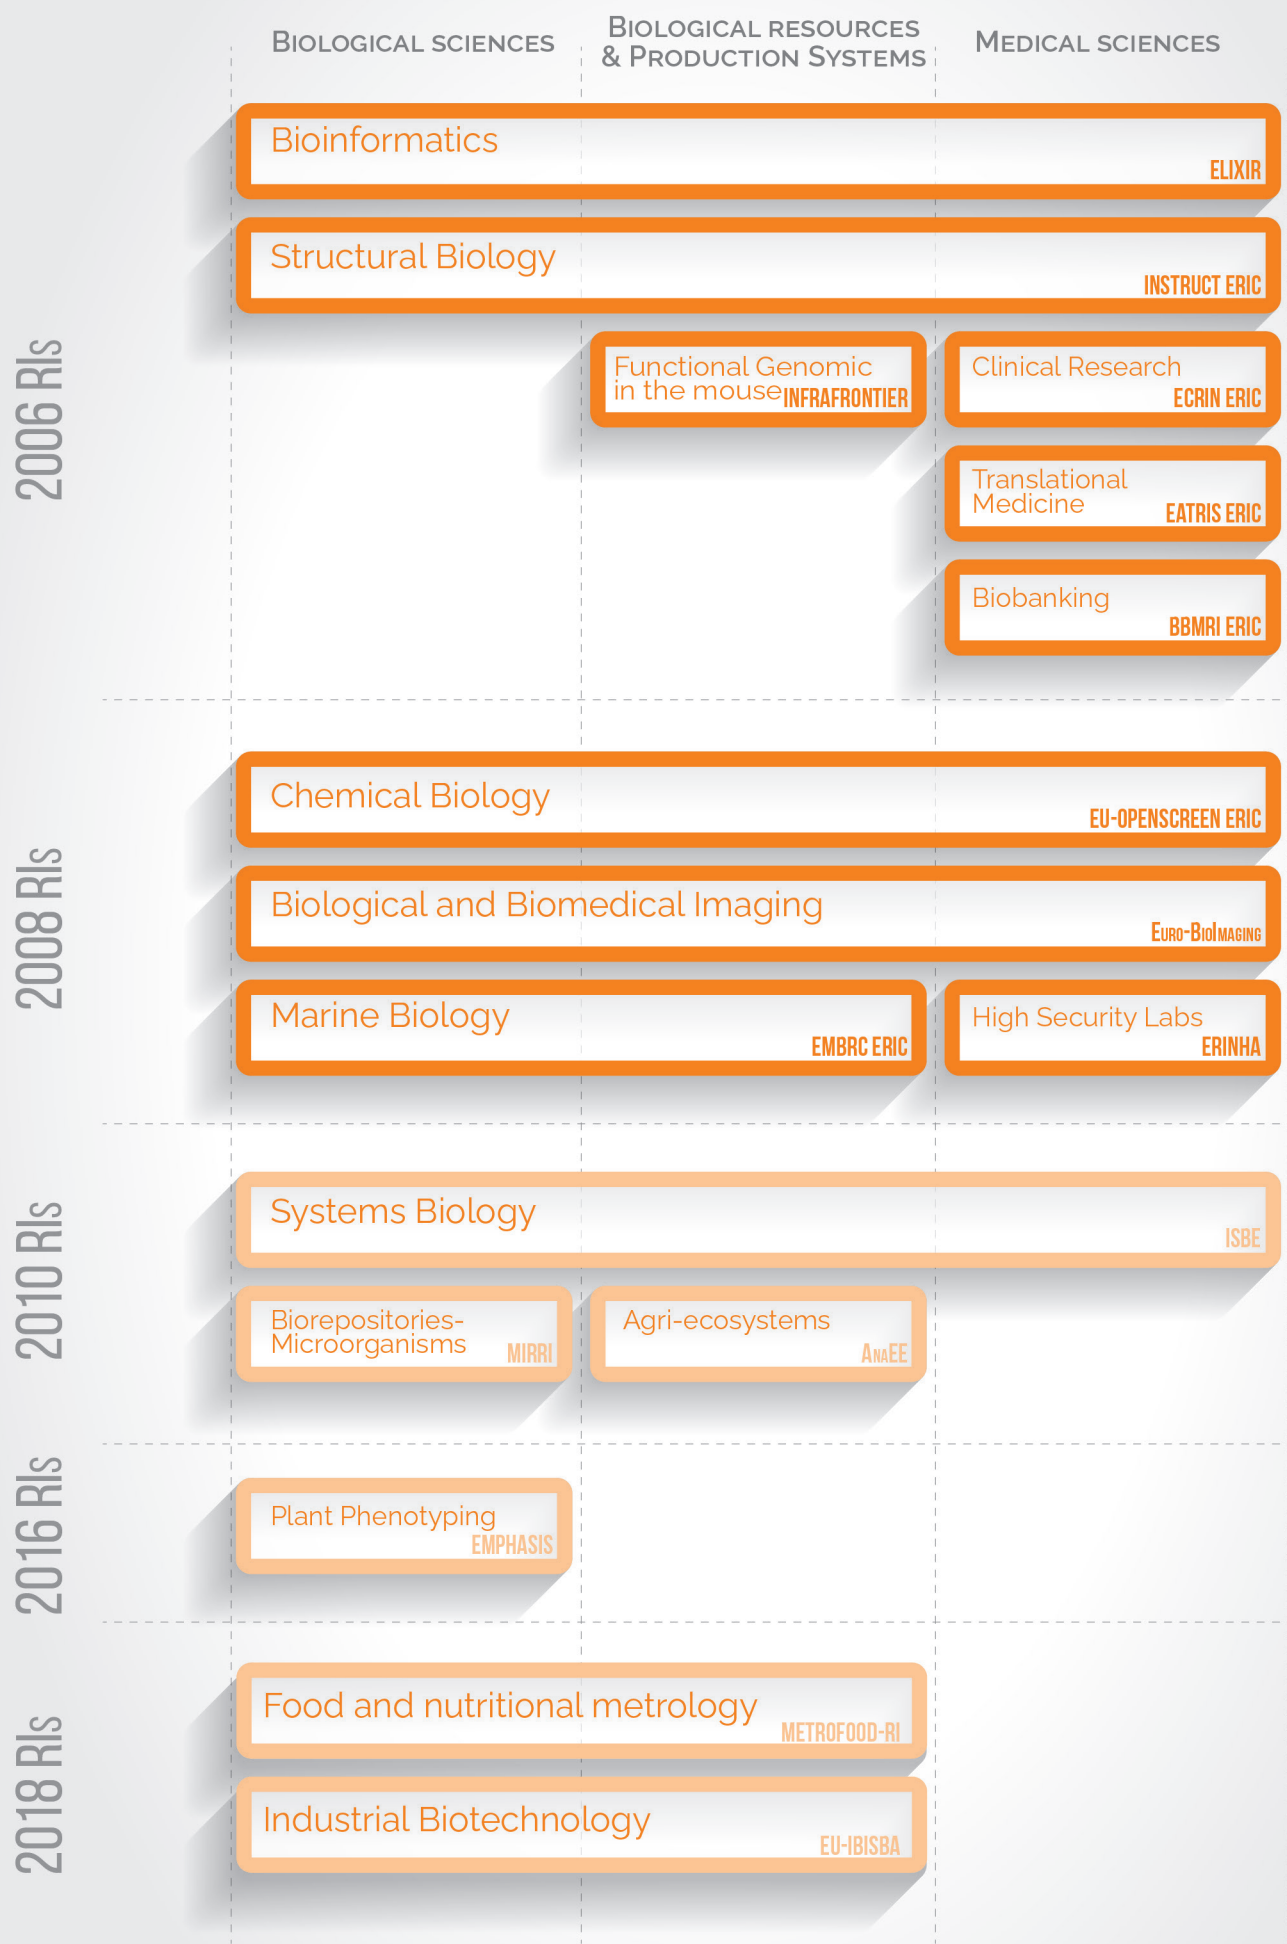 BIOLOGICAL SCIENCES
BIOLOGICAL RESOURCES
& PRODUCTION SYSTEMS
MEDICAL SCIENCES
2006 RIs
Bioinformatics
ELIXIR
Structural Biology
INSTRUCT ERIC
Functional Genomic
in the mouse
INFRAFRONTIER
Clinical Research
ECRIN ERIC
Translational
Medicine
EATRIS ERIC
Biobanking
BBMRI ERIC
2008 RIs
Chemical Biology
EU-OPENSCREEN ERIC
Biological and Biomedical Imaging
EURO-BIOIMAGING
Marine Biology
EMBRC ERIC
High Security Labs
ERINHA
2010 RIs
Systems Biology
ISBE
Biorepositories-
Microorganisms
MIRRI
Agri-ecosystems
ANAEE
2016 RIs
Plant Phenotyping
EMPHASIS
2018 RIs
Food and nutritional metrology
METROFOOD-RI
Industrial Biotechnology
EU-IBISBA